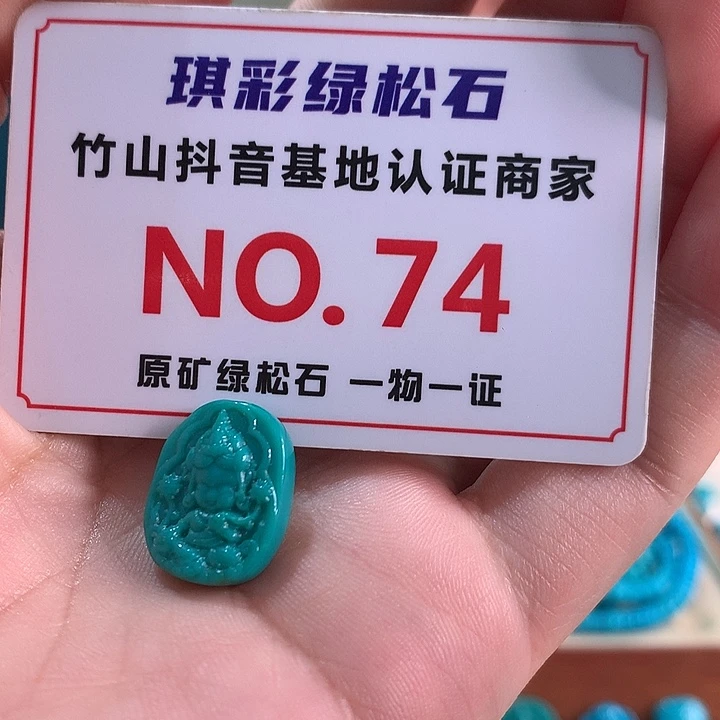 琪彩绿松石
竹山抖音基地认证商家
NO.74
原矿绿松石 一物一证